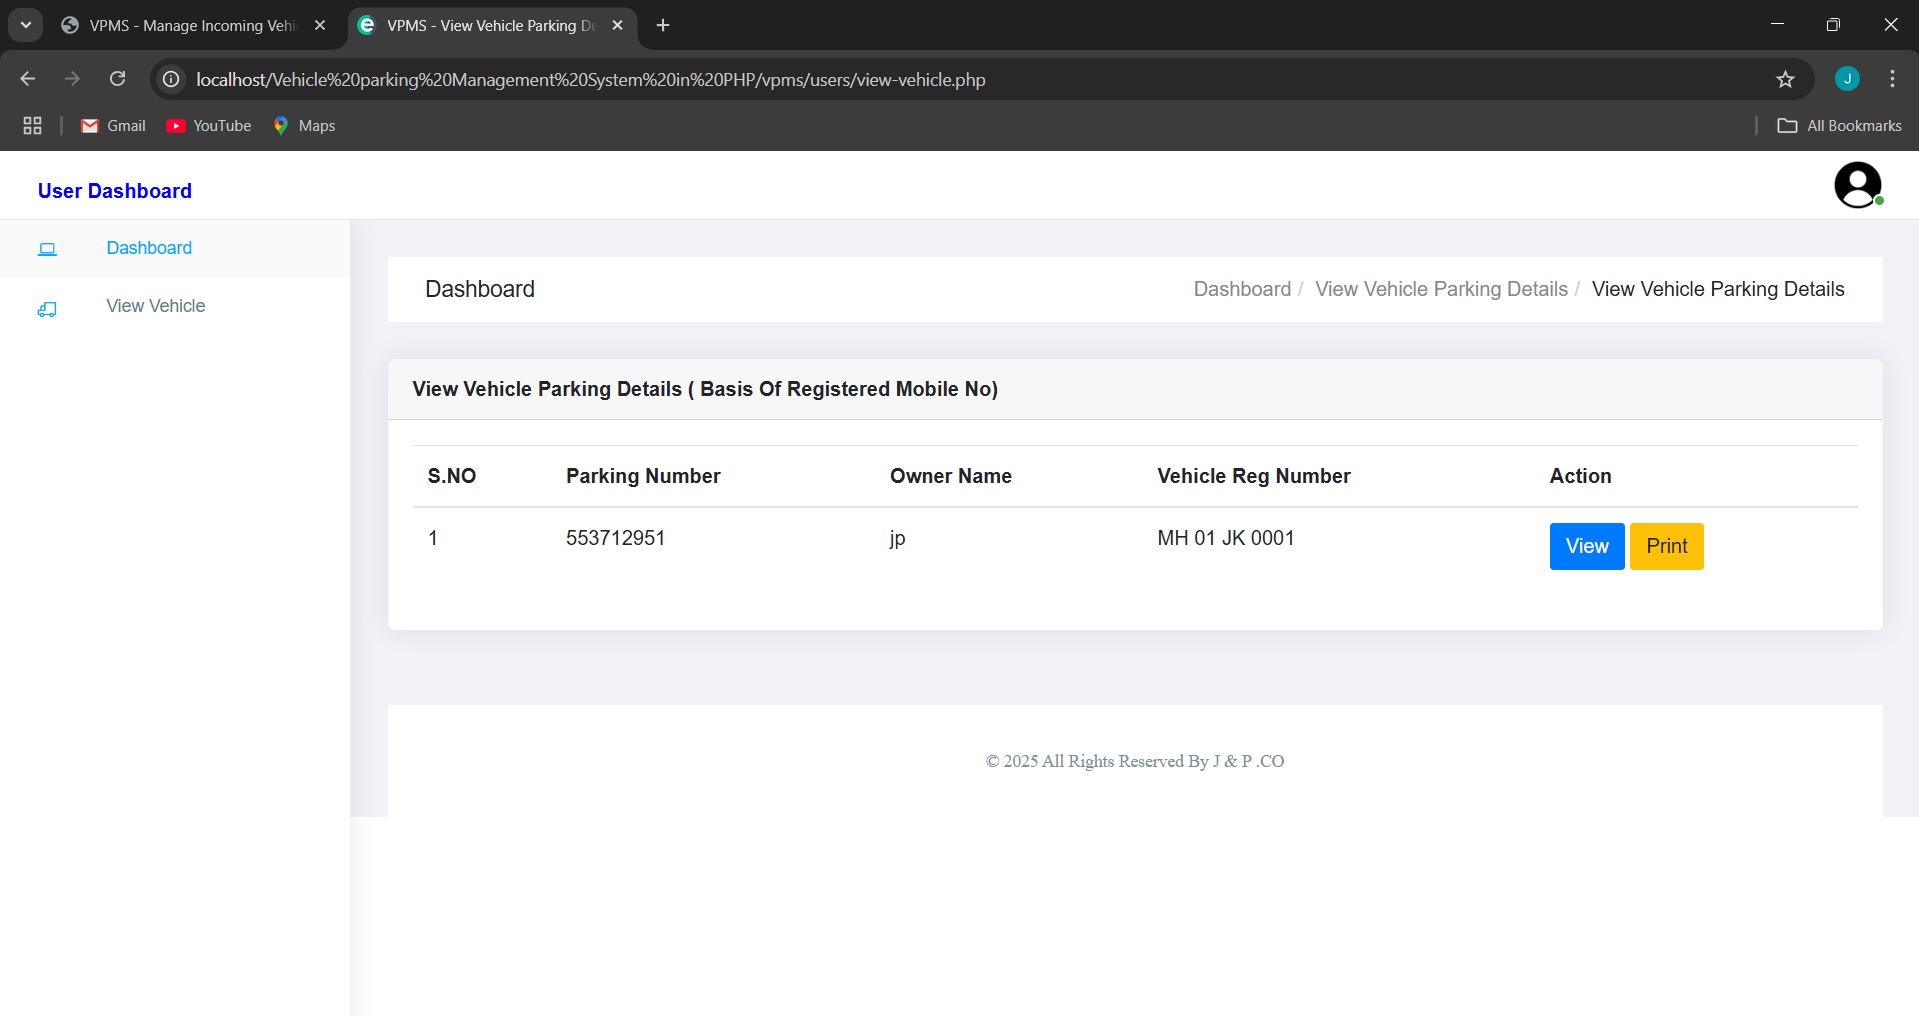 VPMS - Manage Incoming Vehi
VPMS - View Vehicle Parking De
localhost/Vehicle%20parking%20Management%20System%20in%20PHP/vpms/users/view-vehicle.php
J
Gmail YouTube Maps All Bookmarks
User Dashboard
Dashboard
View Vehicle
Dashboard
Dashboard / View Vehicle Parking Details / View Vehicle Parking Details
View Vehicle Parking Details ( Basis Of Registered Mobile No)
S.NO Parking Number Owner Name Vehicle Reg Number Action
1 553712951 jp MH 01 JK 0001 View Print
© 2025 All Rights Reserved By J & P .CO